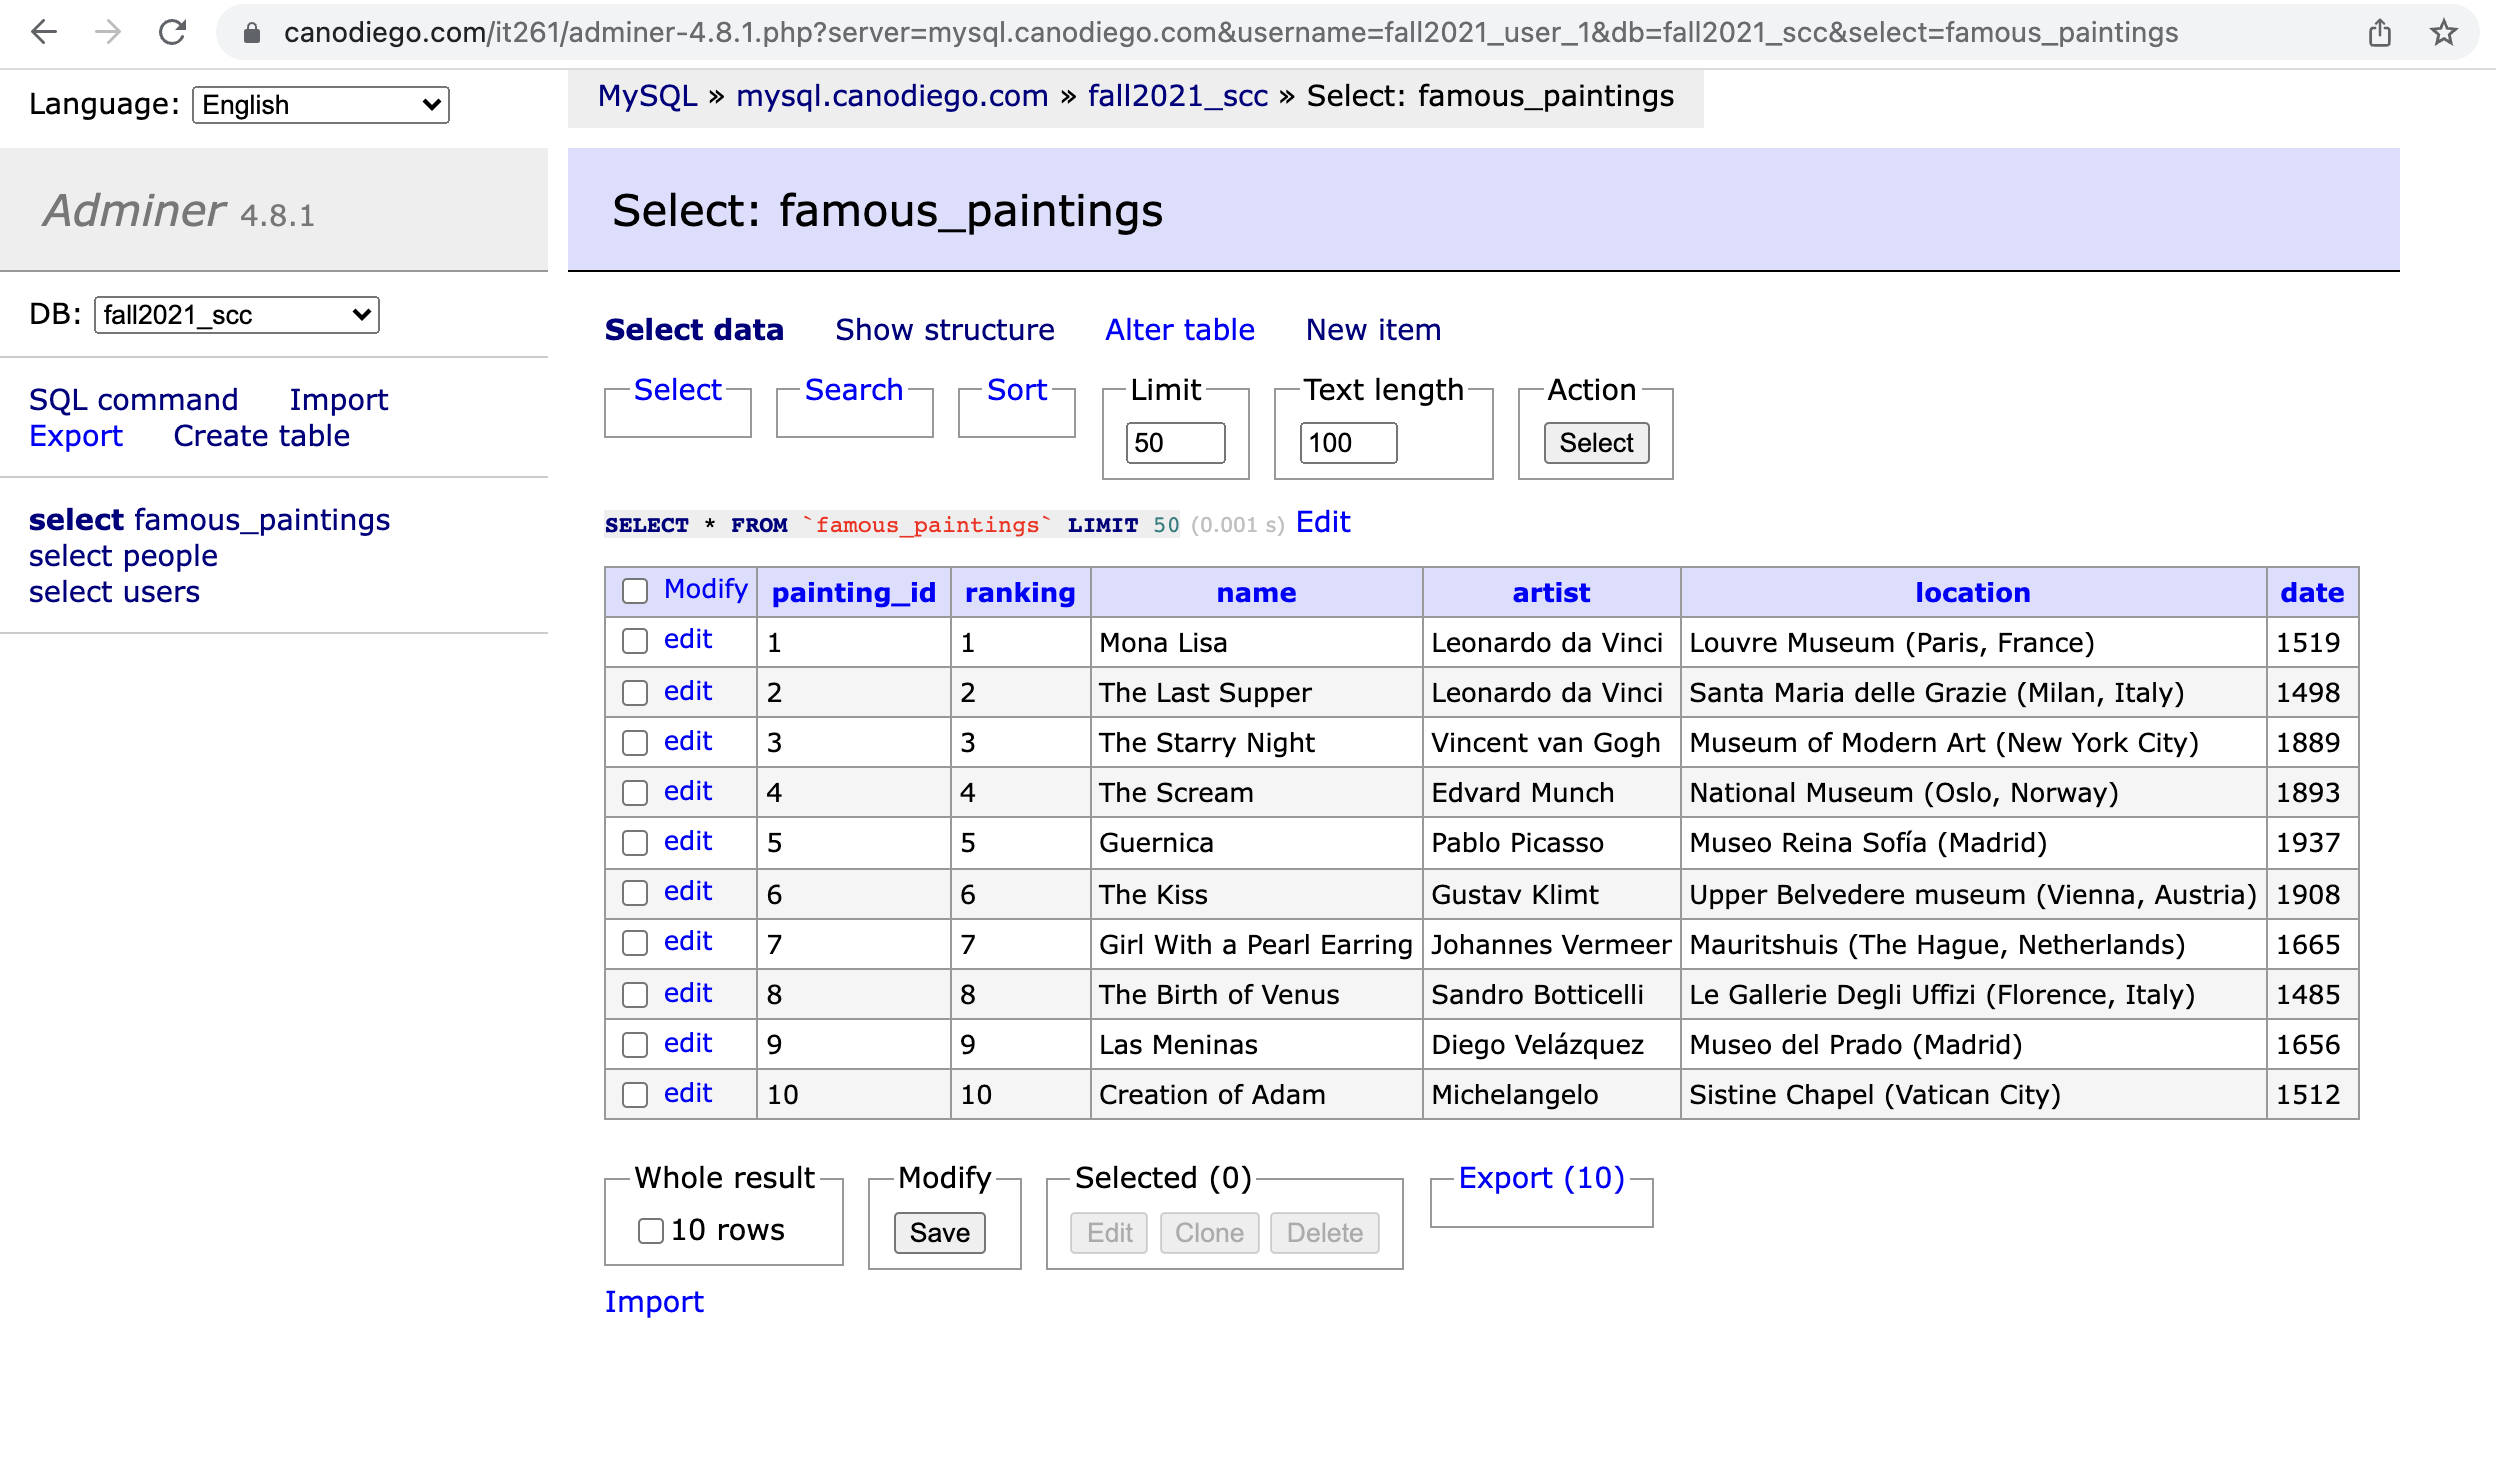 canodiego.com/it261/adminer-4.8.1.php?server=mysql.canodiego.com&username=fall2021_user_1&db=fall2021_scc&select=famous_paintings
Language: English
MySQL » mysql.canodiego.com » fall2021_scc » Select: famous_paintings
Adminer 4.8.1
Select: famous_paintings
DB: fall2021_scc
SQL command Import
Export Create table
select famous_paintings
select people
select users
Select data Show structure Alter table New item
Select Search Sort Limit Text length Action
50 100 Select
SELECT * FROM `famous_paintings` LIMIT 50 (0.001 s) Edit
Modify painting_id ranking name artist location date
edit 1 1 Mona Lisa Leonardo da Vinci Louvre Museum (Paris, France) 1519
edit 2 2 The Last Supper Leonardo da Vinci Santa Maria delle Grazie (Milan, Italy) 1498
edit 3 3 The Starry Night Vincent van Gogh Museum of Modern Art (New York City) 1889
edit 4 4 The Scream Edvard Munch National Museum (Oslo, Norway) 1893
edit 5 5 Guernica Pablo Picasso Museo Reina Sofía (Madrid) 1937
edit 6 6 The Kiss Gustav Klimt Upper Belvedere museum (Vienna, Austria) 1908
edit 7 7 Girl With a Pearl Earring Johannes Vermeer Mauritshuis (The Hague, Netherlands) 1665
edit 8 8 The Birth of Venus Sandro Botticelli Le Gallerie Degli Uffizi (Florence, Italy) 1485
edit 9 9 Las Meninas Diego Velázquez Museo del Prado (Madrid) 1656
edit 10 10 Creation of Adam Michelangelo Sistine Chapel (Vatican City) 1512
Whole result Modify Selected (0) Export (10)
10 rows Save Edit Clone Delete
Import